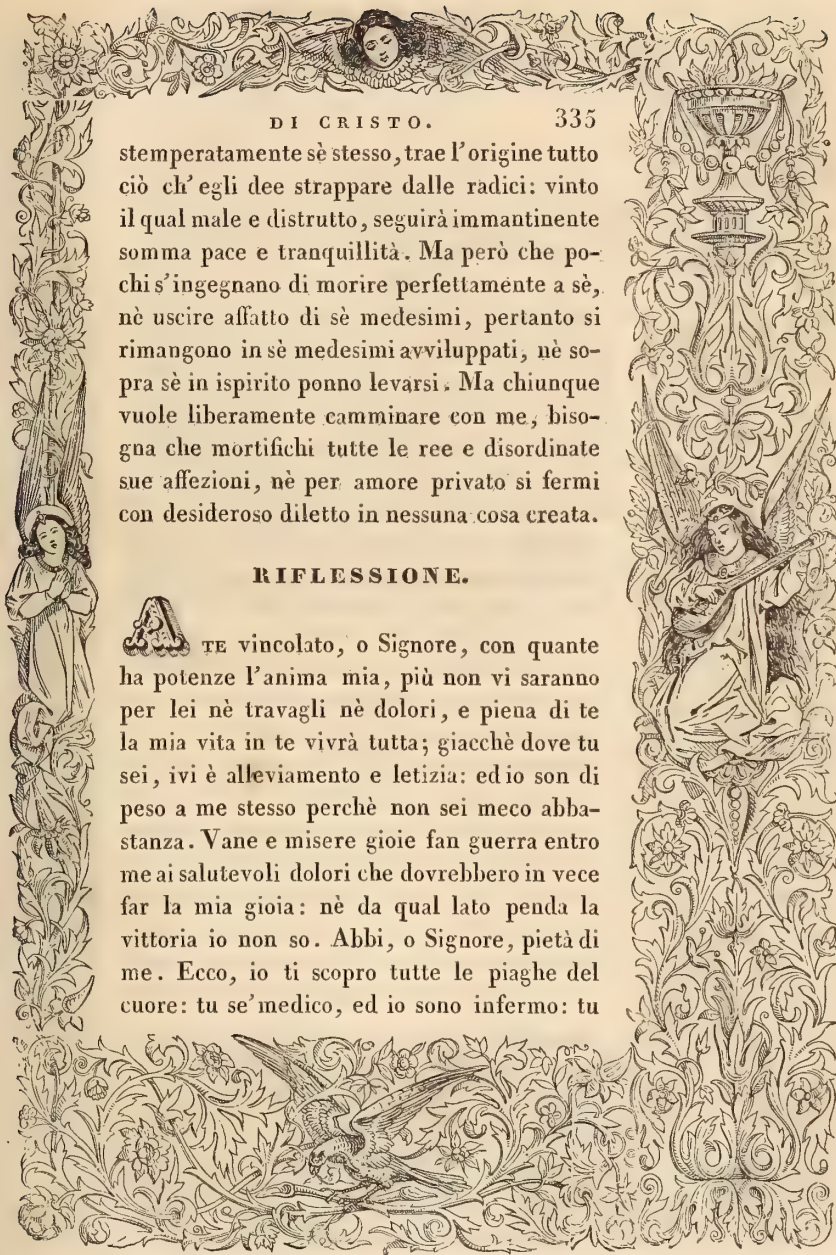 DI CRISTO. 335
stemperatamente sè stesso, trae l'origine tutto
ciò ch' egli dee strappare dalle radici: vinto
il qual male e distrutto, seguirà immantinente
somma pace e tranquillità. Ma però che po-
chi s'ingegnano di morire perfettamente a sè,
nè uscire affatto di sè medesimi, pertanto si
rimangono in sè medesimi avviluppati, nè so-
pra sè in ispirito ponno levarsi. Ma chiunque
vuole liberamente camminare con me, biso-
gna che mortifichi tutte le ree e disordinate
sue affezioni, nè per amore privato si fermi
con desideroso diletto in nessuna cosa creata.
RIFLESSIONE.
A TE vincolato, o Signore, con quante
ha potenze l'anima mia, più non vi saranno
per lei nè travagli nè dolori, e piena di te
la mia vita in te vivrà tutta; giacchè dove tu
sei, ivi è alleviamento e letizia: ed io son di
peso a me stesso perchè non sei meco abba-
stanza. Vane e misere gioie fan guerra entro
me ai salutevoli dolori che dovrebbero in vece
far la mia gioia: nè da qual lato penda la
vittoria io non so. Abbi, o Signore, pietà di
me. Ecco, io ti scopro tutte le piaghe del
cuore: tu se' medico, ed io sono infermo: tu